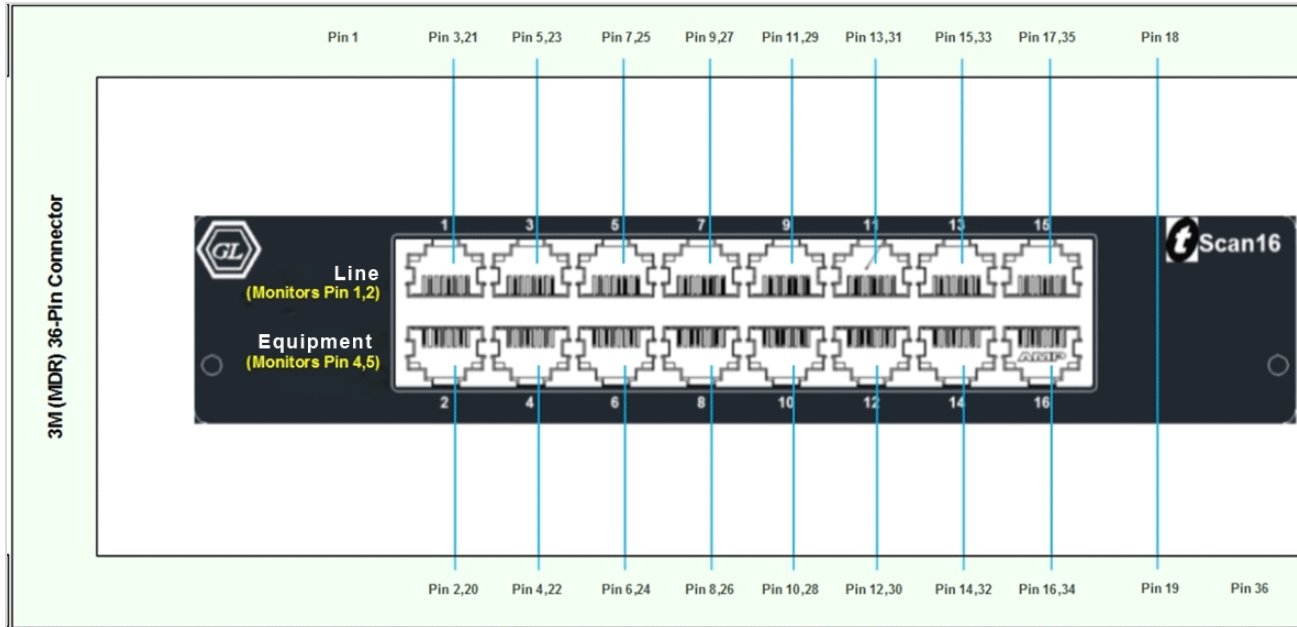 Pin 1 Pin 3,21 Pin 5,23 Pin 7,25 Pin 9,27 Pin 11,29 Pin 13,31 Pin 15,33 Pin 17,35 Pin 18
3M (MDR) 36-Pin Connector
GL
1 3 5 7 9 11 13 15
tScan16
Line
(Monitors Pin 1,2)
Equipment
(Monitors Pin 4,5)
AMP
2 4 6 8 10 12 14 16
Pin 2,20 Pin 4,22 Pin 6,24 Pin 8,26 Pin 10,28 Pin 12,30 Pin 14,32 Pin 16,34 Pin 19 Pin 36